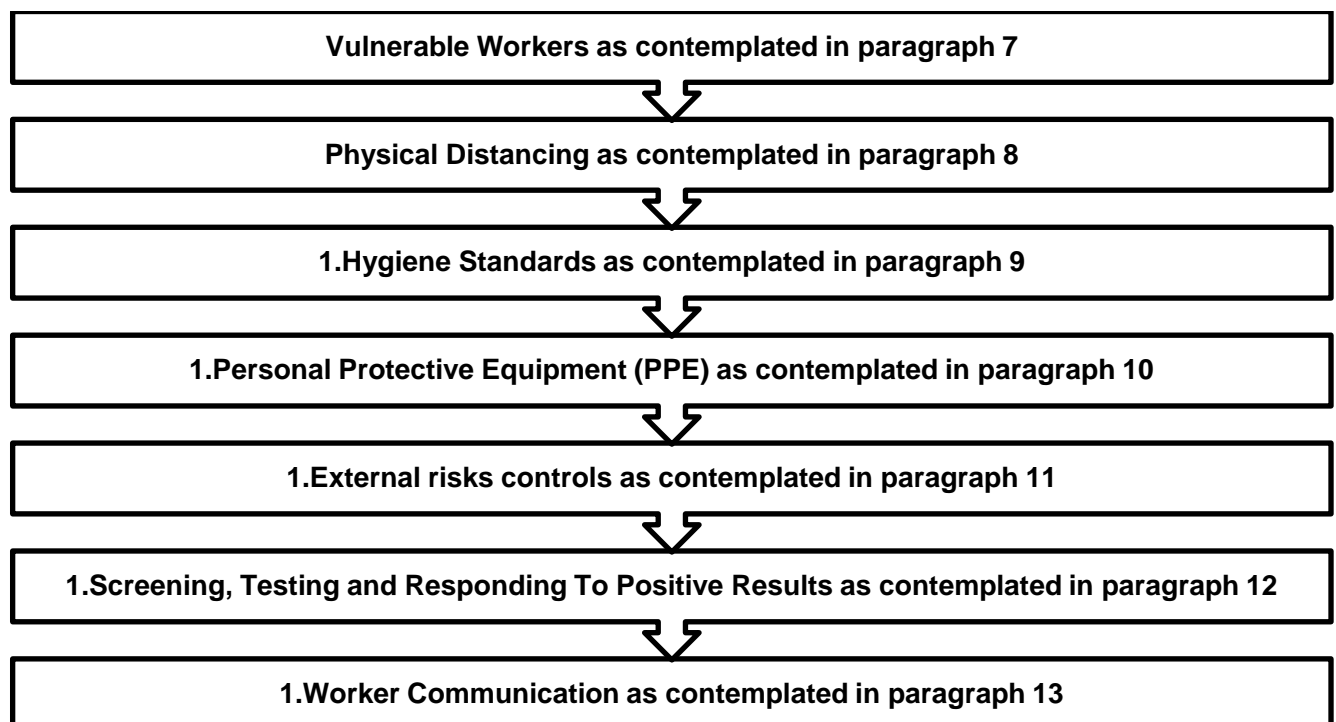 Vulnerable Workers as contemplated in paragraph 7
Physical Distancing as contemplated in paragraph 8
1.Hygiene Standards as contemplated in paragraph 9
1.Personal Protective Equipment (PPE) as contemplated in paragraph 10
1.External risks controls as contemplated in paragraph 11
1.Screening, Testing and Responding To Positive Results as contemplated in paragraph 12
1.Worker Communication as contemplated in paragraph 13